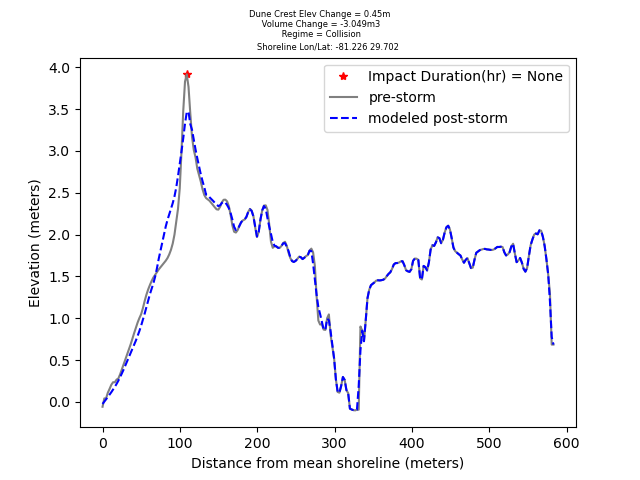 Dune Crest Elev Change = 0.45m
Volume Change = -3.049m3
Regime = Collision
Shoreline Lon/Lat: -81.226 29.702
Impact Duration(hr) = None
pre-storm
modeled post-storm
4.0
3.5
3.0
2.5
2.0
1.5
1.0
0.5
0.0
Elevation (meters)
0 100 200 300 400 500 600
Distance from mean shoreline (meters)